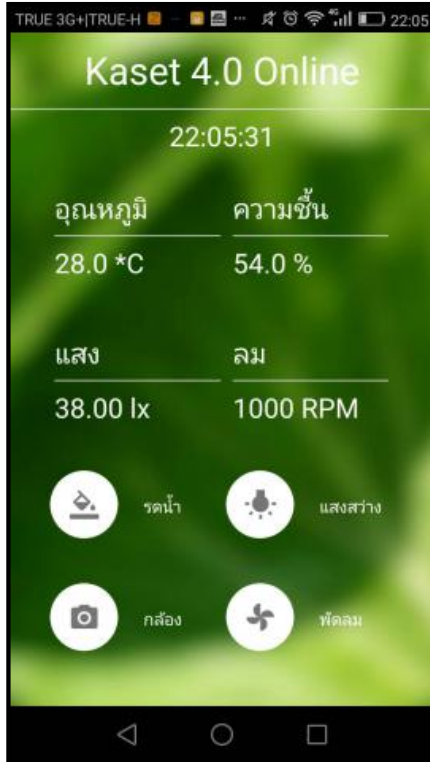 TRUE 3G+|TRUE-H 4G 22:05
Kaset 4.0 Online
22:05:31
อุณหภูมิ ความชื้น
28.0 *C 54.0 %
แสง ลม
38.00 lx 1000 RPM
รดน้ำ แสงสว่าง
กล้อง พัดลม